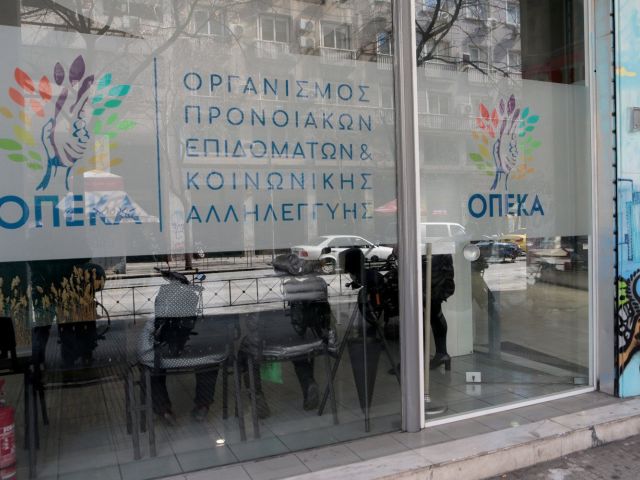 ΟΠΕΚΑ
ΟΡΓΑΝΙΣΜΟΣ
ΠΡΟΝΟΙΑΚΩΝ
ΕΠΙΔΟΜΑΤΩΝ &
ΚΟΙΝΩΝΙΚΗΣ
ΑΛΛΗΛΕΓΓΥΗΣ
ΟΠΕΚΑ